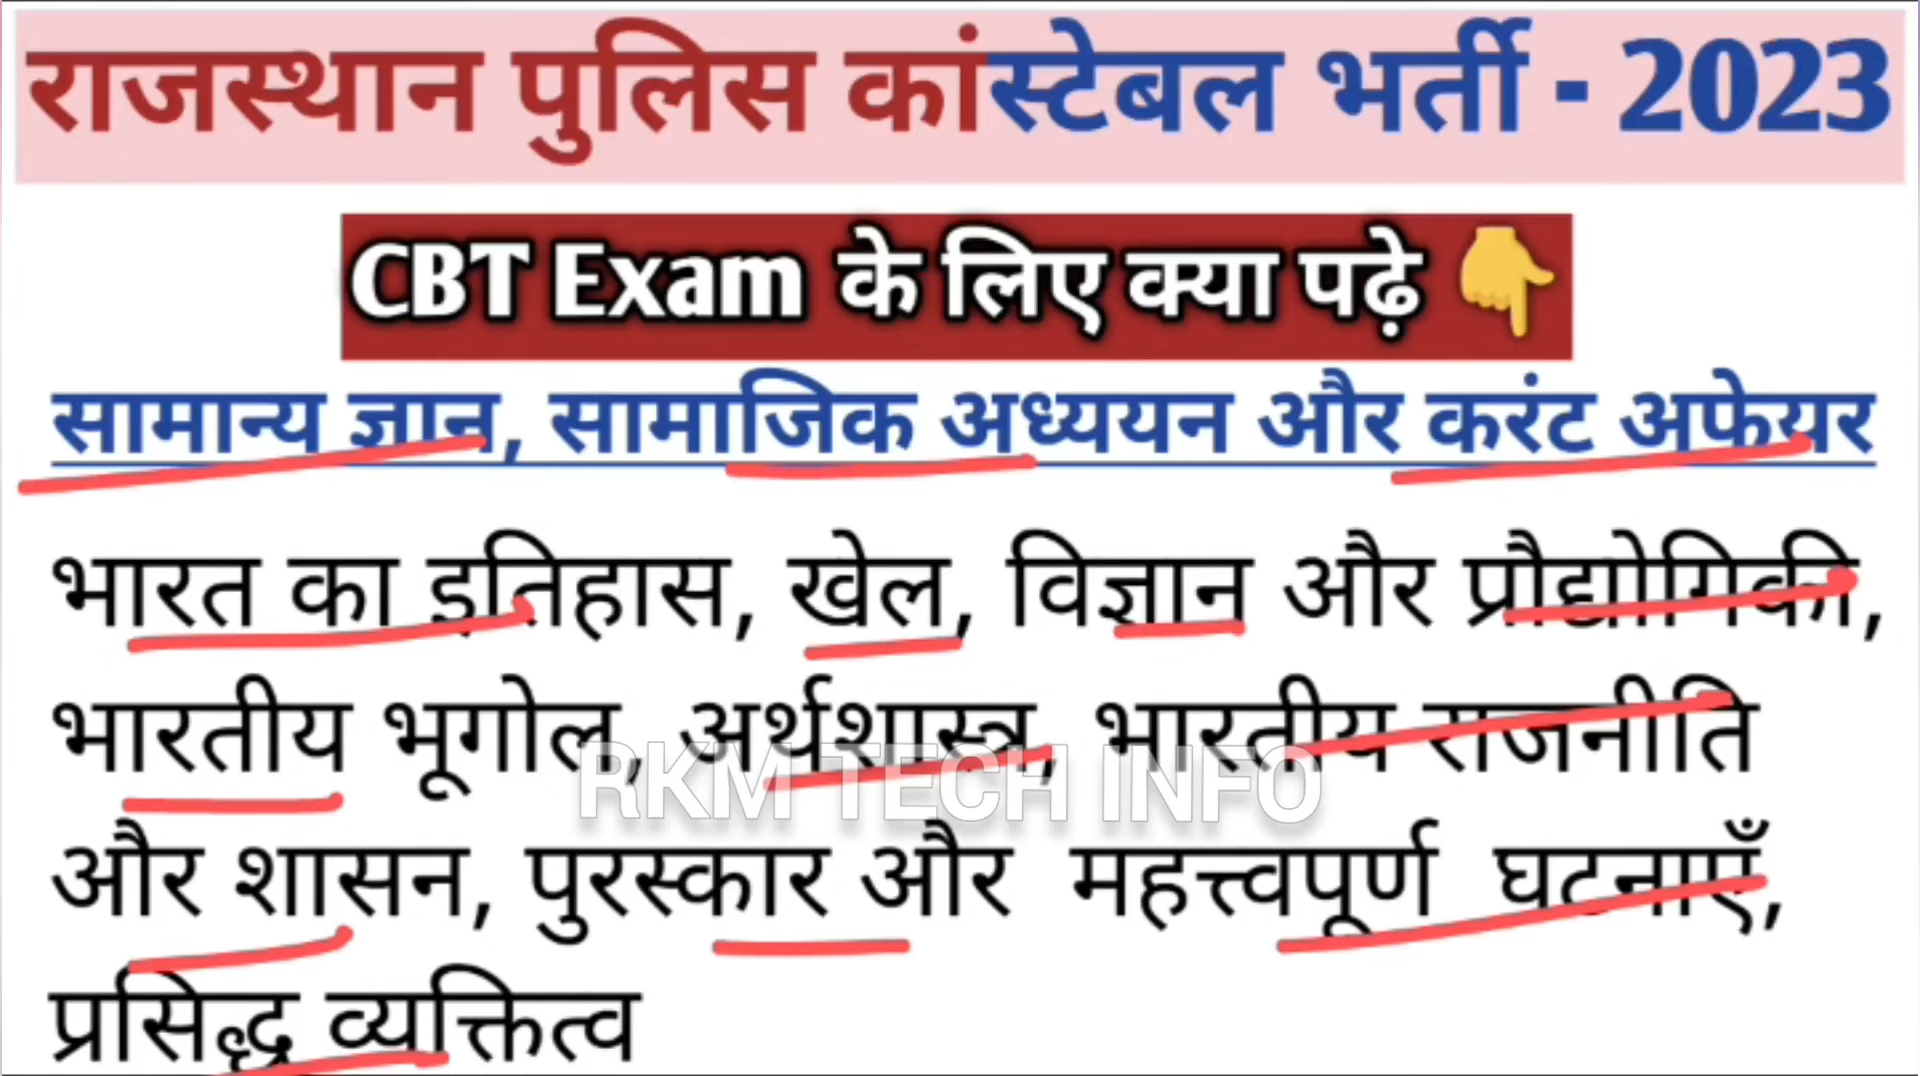 राजस्थान पुलिस कांस्टेबल भर्ती - 2023
CBT Exam के लिए क्या पढ़े 👇
सामान्य ज्ञान, सामाजिक अध्ययन और करंट अफेयर
भारत का इतिहास, खेल, विज्ञान और प्रौद्योगिकी,
भारतीय भूगोल, अर्थशास्त्र, भारतीय राजनीति
RKM TECH INFO
और शासन, पुरस्कार और महत्त्वपूर्ण घटनाएँ,
प्रसिद्ध व्यक्तित्व